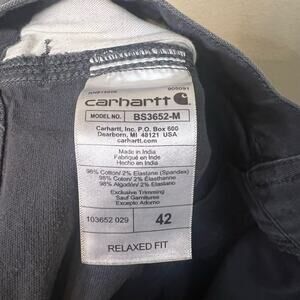 005091
carhartt
MODEL NO. BS3652-M
Carhartt, Inc. P.O. Box 600
Dearborn, MI 48121 USA
carhartt.com
Made in India
Fabriqué en Inde
Hecho en India
98% Cotton/ 2% Elastane (Spandex)
98% Coton/ 2% Élasthanne
98% Algodón/ 2% Elastano
Exclusive Trimming
Sauf Garnitures
Excepto Adorno
103652 029 42
RELAXED FIT